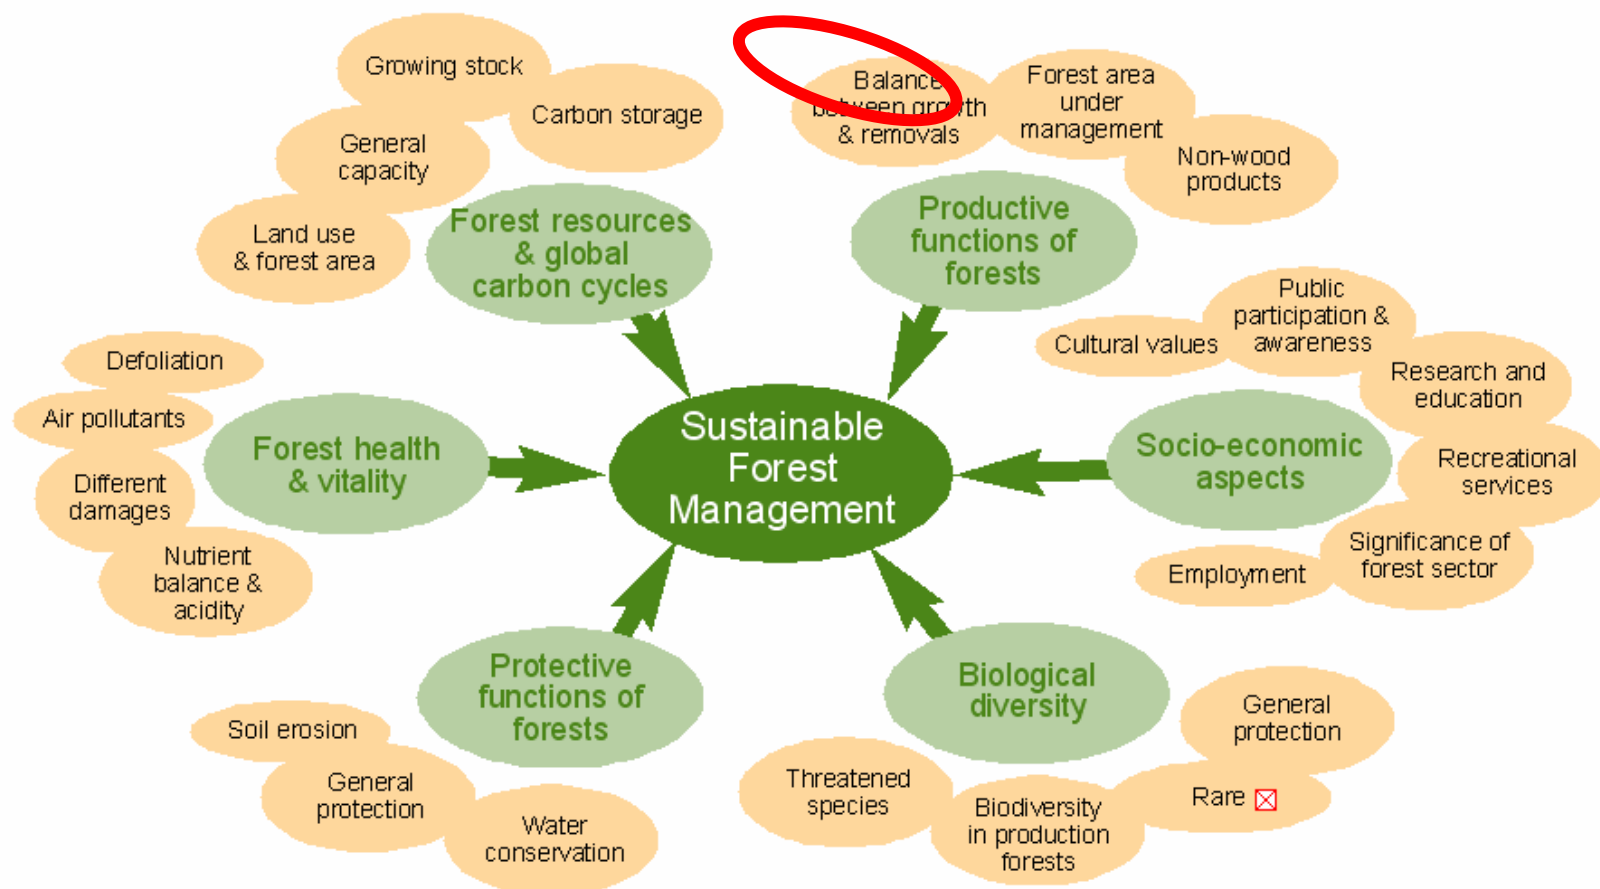 Growing stock
Carbon storage
General
capacity
Land use
& forest area
Forest resources
& global
carbon cycles
Balance
between growth
& removals
Forest area
under
management
Non-wood
products
Productive
functions of
forests
Cultural values
Public
participation &
awareness
Research and
education
Recreational
services
Significance of
forest sector
Employment
Socio-economic
aspects
Defoliation
Air pollutants
Different
damages
Nutrient
balance &
acidity
Forest health
& vitality
Sustainable
Forest
Management
Protective
functions of
forests
Soil erosion
General
protection
Water
conservation
Biological
diversity
General
protection
Rare
Biodiversity
in production
forests
Threatened
species